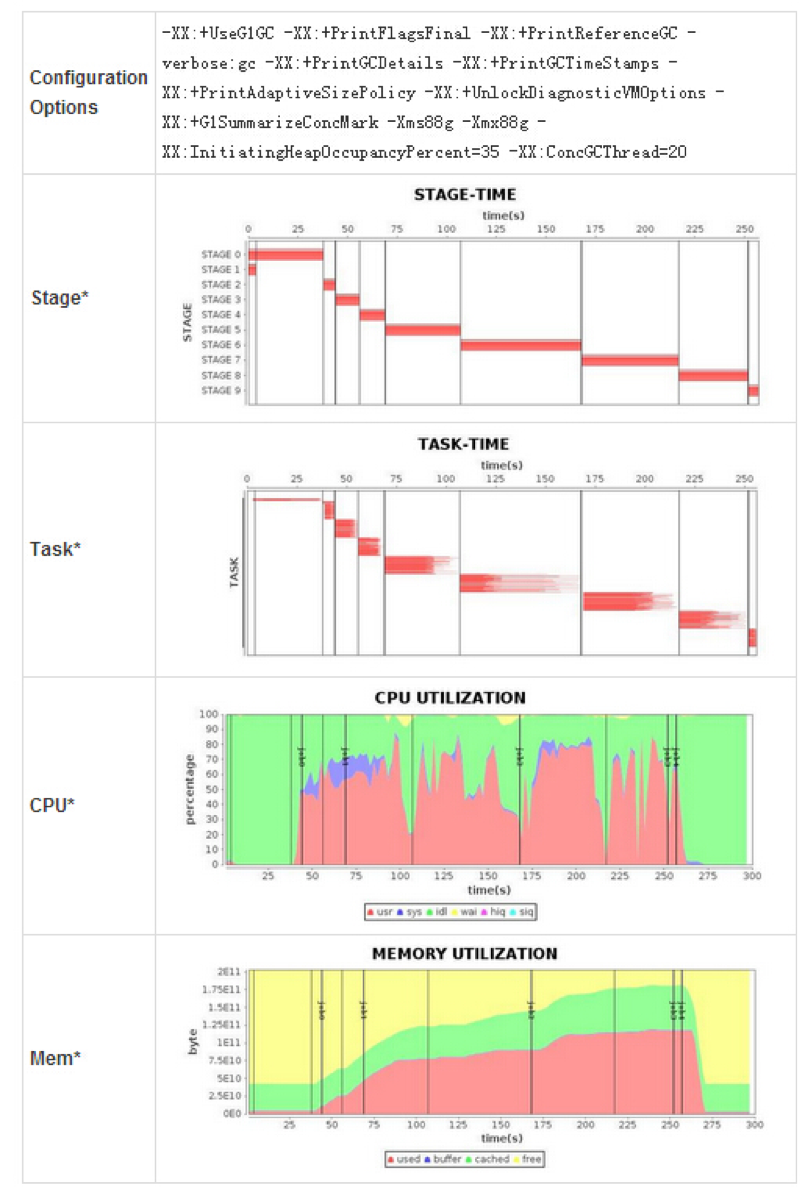 -XX:+UseG1GC -XX:+PrintFlagsFinal -XX:+PrintReferenceGC -
verbose:gc -XX:+PrintGCDetails -XX:+PrintGCTimeStamps -
Configuration
Options
XX:+PrintAdaptiveSizePolicy -XX:+UnlockDiagnosticVMOptions -
XX:+G1SummarizeConcMark -Xms88g -Xmx88g -
XX:InitiatingHeapOccupancyPercent=35 -XX:ConcGCThread=20
Stage*
STAGE-TIME
time(s)
0 25 50 75 100 125 150 175 200 225 250
STAGE
STAGE 0
STAGE 1
STAGE 2
STAGE 3
STAGE 4
STAGE 5
STAGE 6
STAGE 7
STAGE 8
STAGE 9
Task*
TASK-TIME
time(s)
0 25 50 75 100 125 150 175 200 225 250
TASK
CPU*
CPU UTILIZATION
percentage
100
90
80
70
60
50
40
30
20
10
0
25 50 75 100 125 150 175 200 225 250 275 300
time(s)
usr sys idl wai hiq siq
Mem*
MEMORY UTILIZATION
byte
2E11
1.75E11
1.5E11
1.25E11
1E11
7.5E10
5E10
2.5E10
0E0
25 50 75 100 125 150 175 200 225 250 275 300
time(s)
used buffer cached free